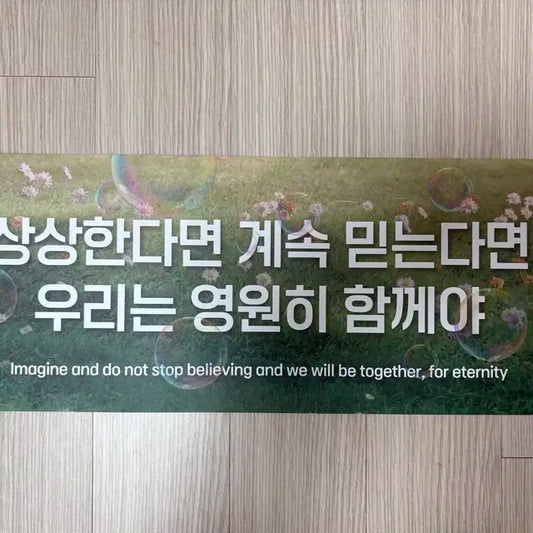 상상한다면 계속 믿는다면
우리는 영원히 함께야
Imagine and do not stop believing and we will be together, for eternity